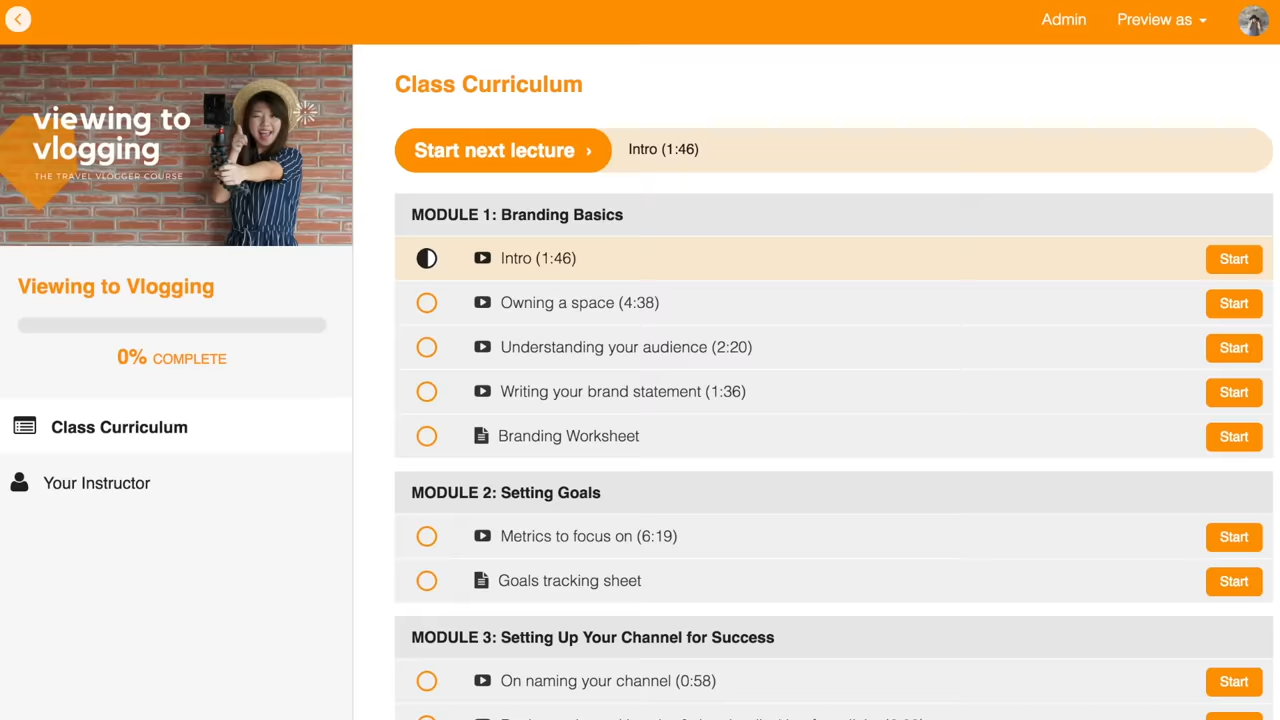 Admin
Preview as
viewing to
vlogging
THE TRAVEL VLOGGER COURSE
Viewing to Vlogging
0% COMPLETE
Class Curriculum
Your Instructor
Class Curriculum
Start next lecture › Intro (1:46)
MODULE 1: Branding Basics
Intro (1:46) Start
Owning a space (4:38) Start
Understanding your audience (2:20) Start
Writing your brand statement (1:36) Start
Branding Worksheet Start
MODULE 2: Setting Goals
Metrics to focus on (6:19) Start
Goals tracking sheet Start
MODULE 3: Setting Up Your Channel for Success
On naming your channel (0:58) Start